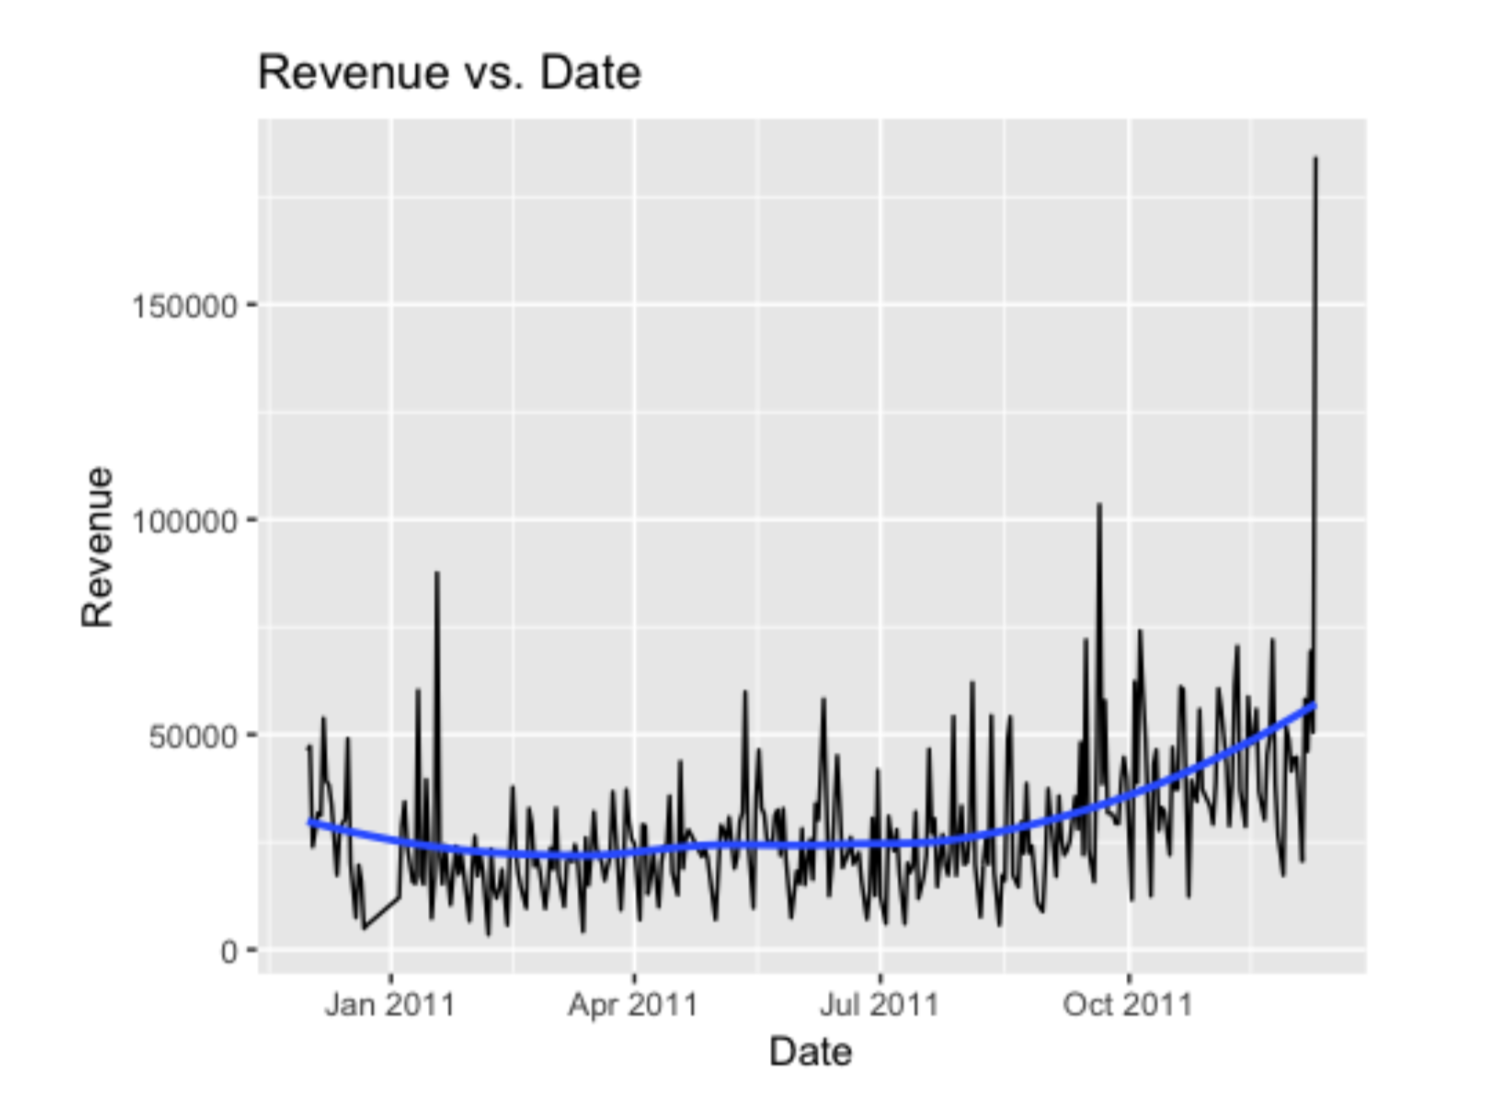 Revenue vs. Date
Revenue
150000
100000
50000
0
Jan 2011 Apr 2011 Jul 2011 Oct 2011
Date